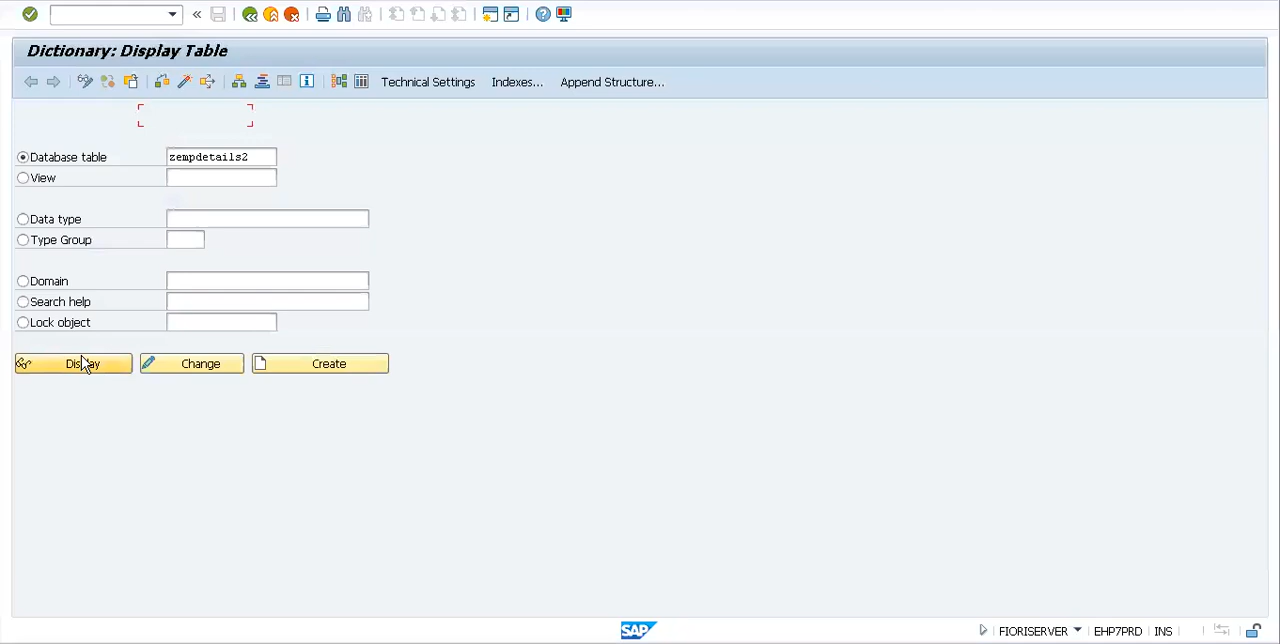 Dictionary: Display Table
Technical Settings Indexes... Append Structure...
Database table zempdetails2
View
Data type
Type Group
Domain
Search help
Lock object
Display Change Create
SAP FIORISERVER EHP7PRD INS